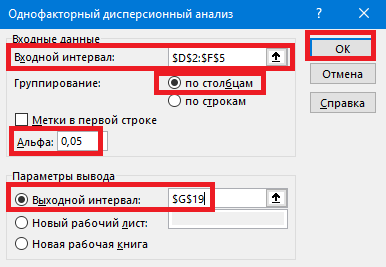 Однофакторный дисперсионный анализ ? ×
Входные данные
Входной интервал: $D$2:$F$5
Группирование: по столбцам
по строкам
Метки в первой строке
Альфа: 0,05
Параметры вывода
Выходной интервал: $G$19
Новый рабочий лист:
Новая рабочая книга
ОК
Отмена
Справка